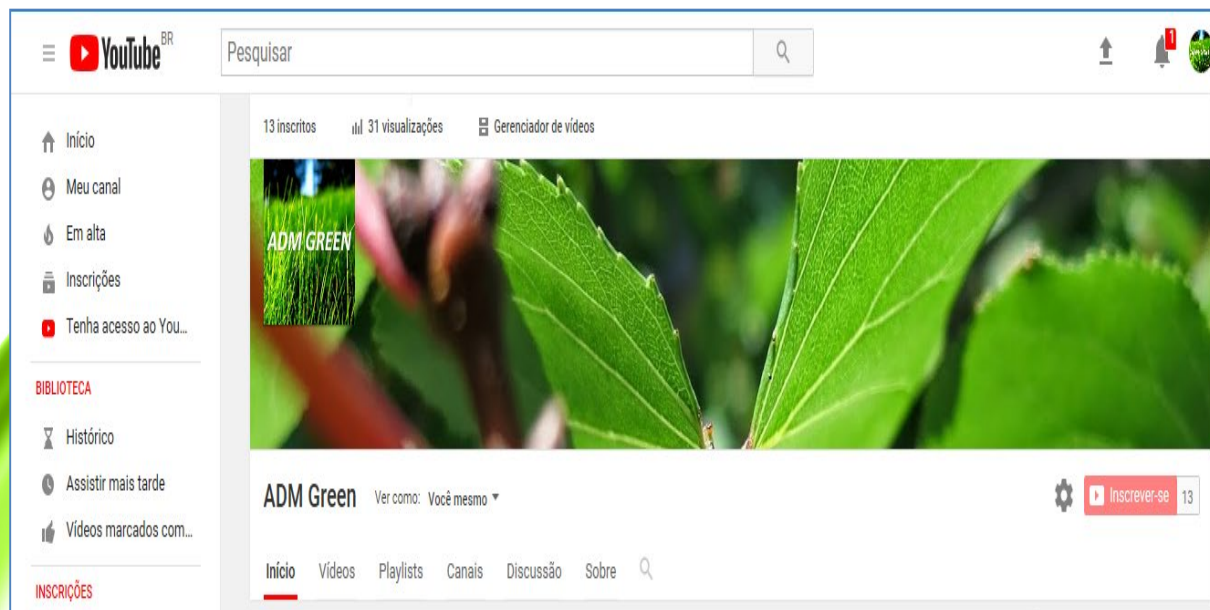 YouTube BR
Pesquisar
1
13 inscritos 31 visualizações Gerenciador de vídeos
Início
Meu canal
Em alta
Inscrições
Tenha acesso ao You...
BIBLIOTECA
Histórico
Assistir mais tarde
Vídeos marcados com...
INSCRIÇÕES
ADM GREEN
ADM Green Ver como: Você mesmo
Inscrever-se 13
Início Vídeos Playlists Canais Discussão Sobre